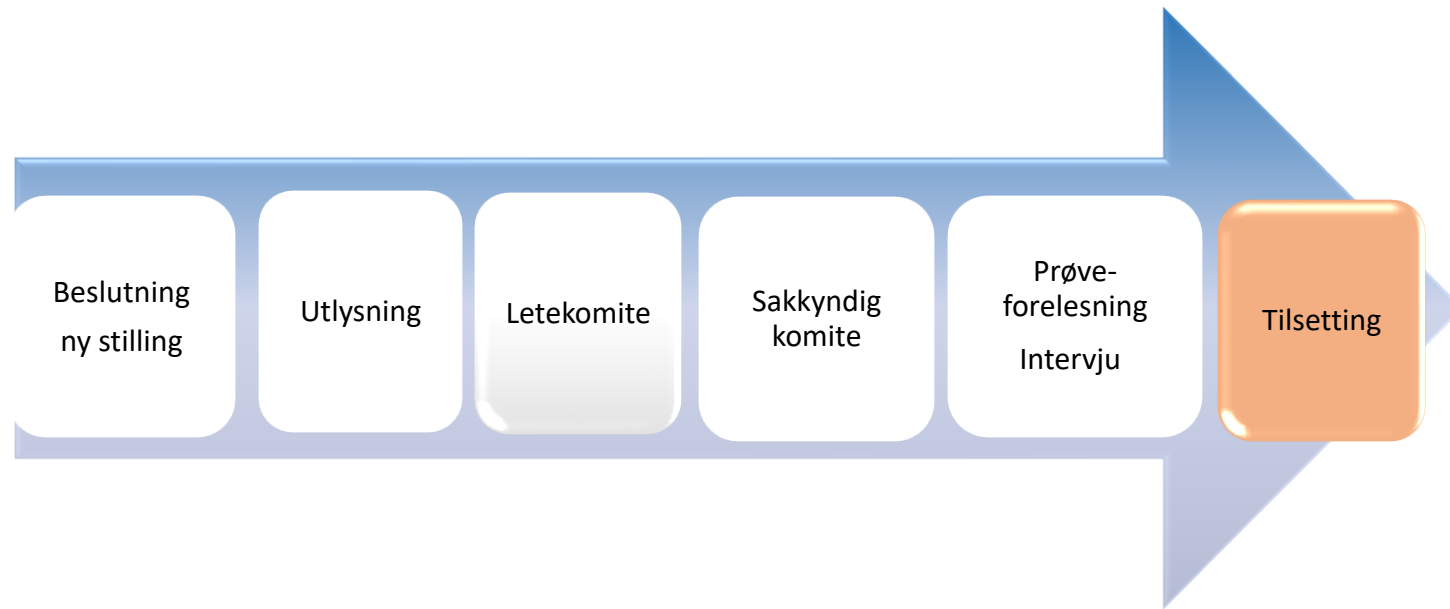 Beslutning
ny stilling
Utlysning
Letekomite
Sakkyndig
komite
Prøve-
forelesning
Intervju
Tilsetting